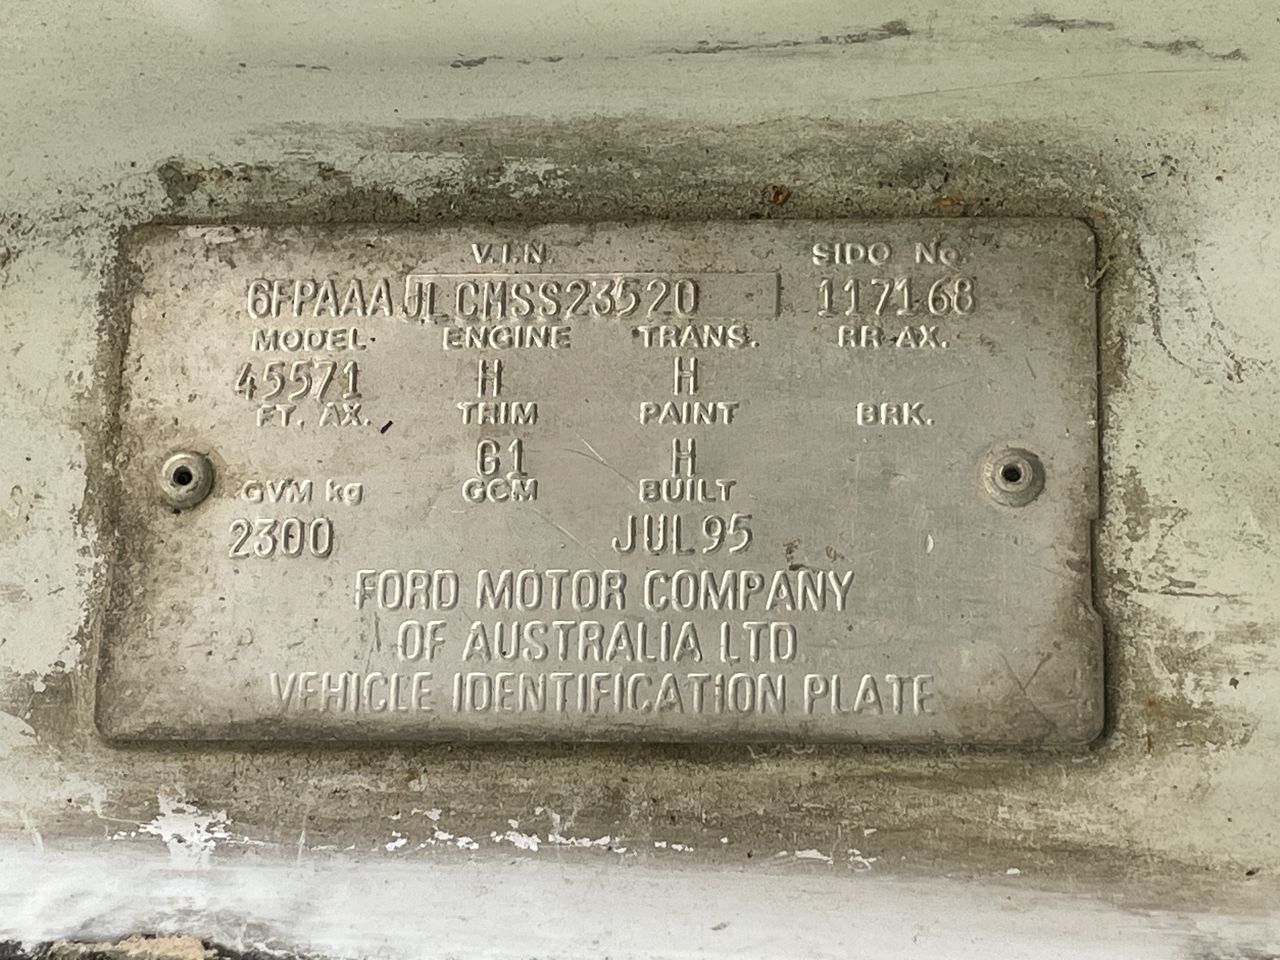 V.I.N. SIDO No.
6FPAAAJLCMSS23520 117168
MODEL ENGINE TRANS. RR.AX.
45571 H H
FT. AX. TRIM PAINT BRK.
G1 H
GVM kg GCM BUILT
2300 JUL95
FORD MOTOR COMPANY
OF AUSTRALIA LTD
VEHICLE IDENTIFICATION PLATE